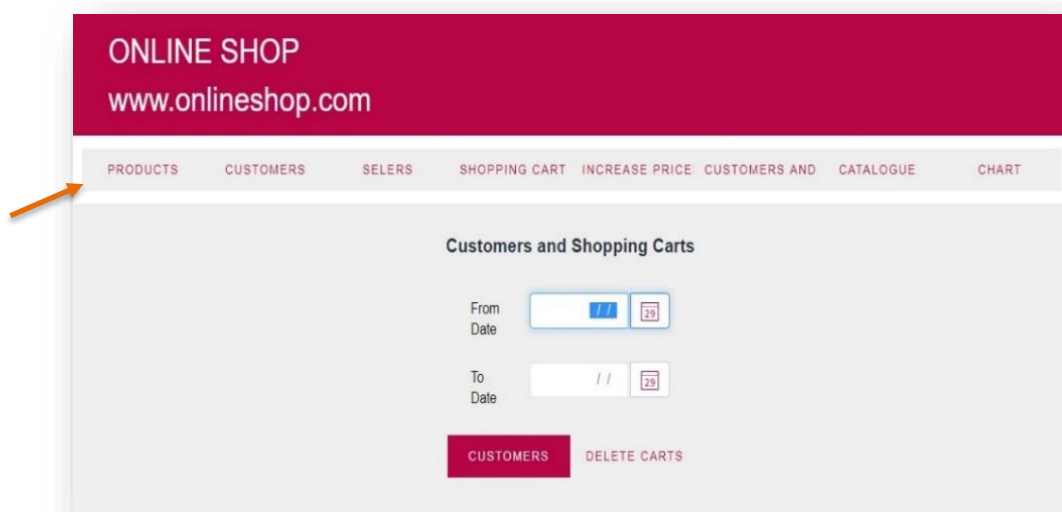 ONLINE SHOP
www.onlineshop.com
PRODUCTS CUSTOMERS SELERS SHOPPING CART INCREASE PRICE CUSTOMERS AND CATALOGUE CHART
Customers and Shopping Carts
From / / 29
Date
To / / 29
Date
CUSTOMERS DELETE CARTS